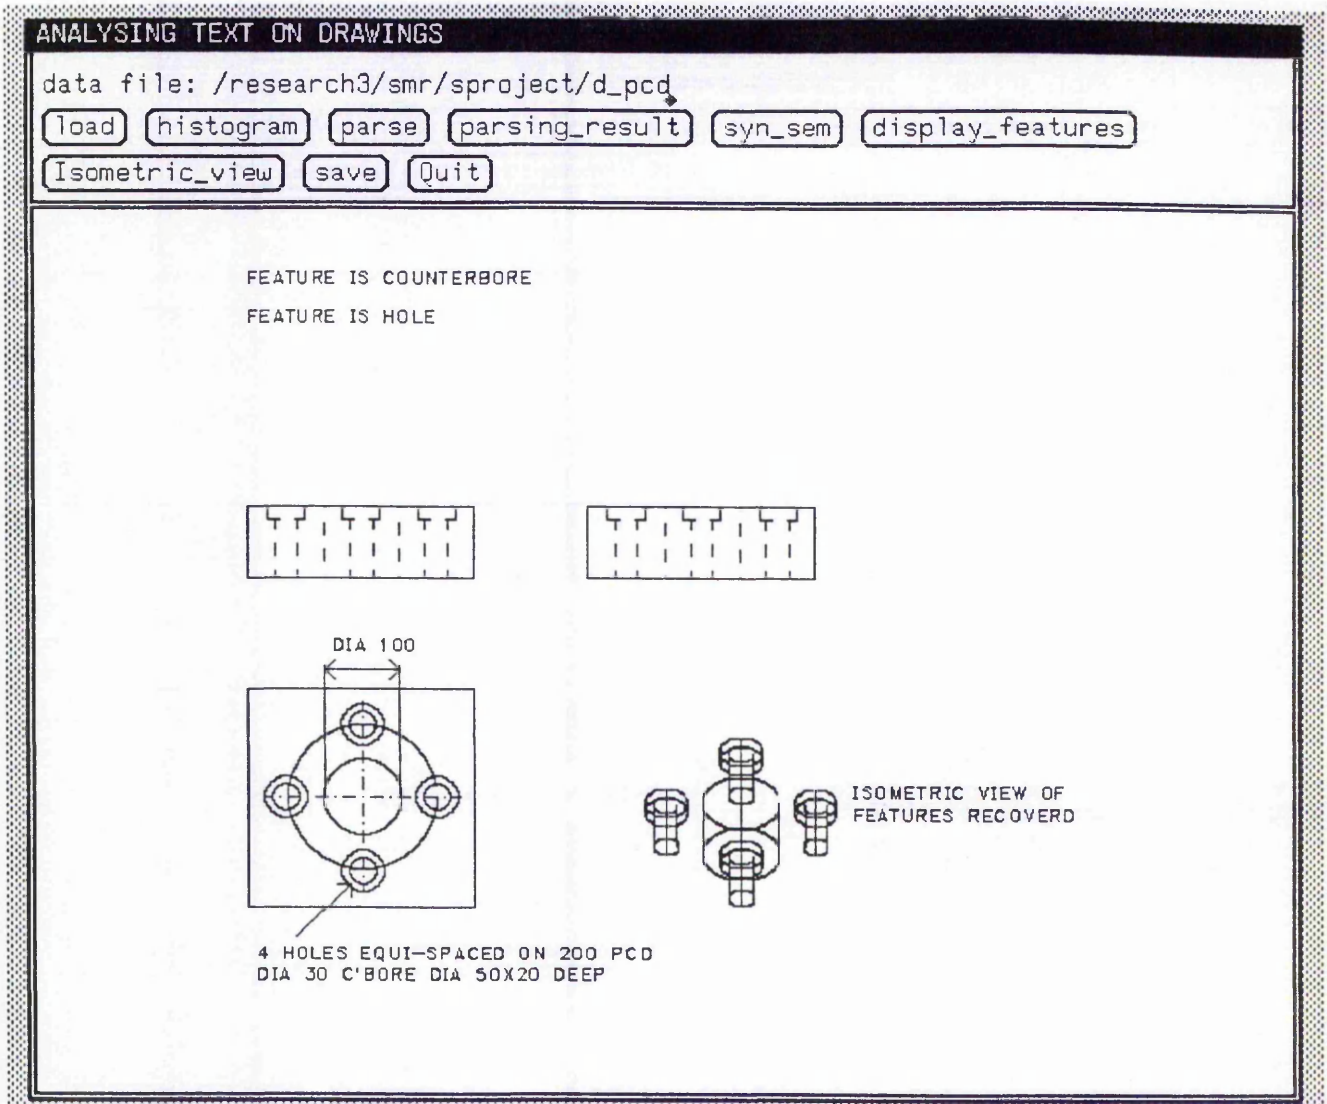 ANALYSING TEXT ON DRAWINGS
data file: /research3/smr/sproject/d_pcd
load histogram parse parsing_result syn_sem display_features
Isometric_view save Quit
FEATURE IS COUNTERBORE
FEATURE IS HOLE
DIA 100
ISOMETRIC VIEW OF
FEATURES RECOVERD
4 HOLES EQUI-SPACED ON 200 PCD
DIA 30 C'BORE DIA 50X20 DEEP